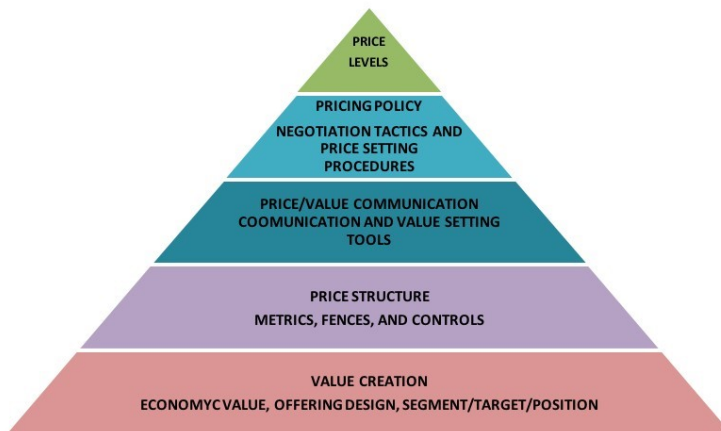 PRICE
LEVELS
PRICING POLICY
NEGOTIATION TACTICS AND
PRICE SETTING
PROCEDURES
PRICE/VALUE COMMUNICATION
COOMUNICATION AND VALUE SETTING
TOOLS
PRICE STRUCTURE
METRICS, FENCES, AND CONTROLS
VALUE CREATION
ECONOMYC VALUE, OFFERING DESIGN, SEGMENT/TARGET/POSITION